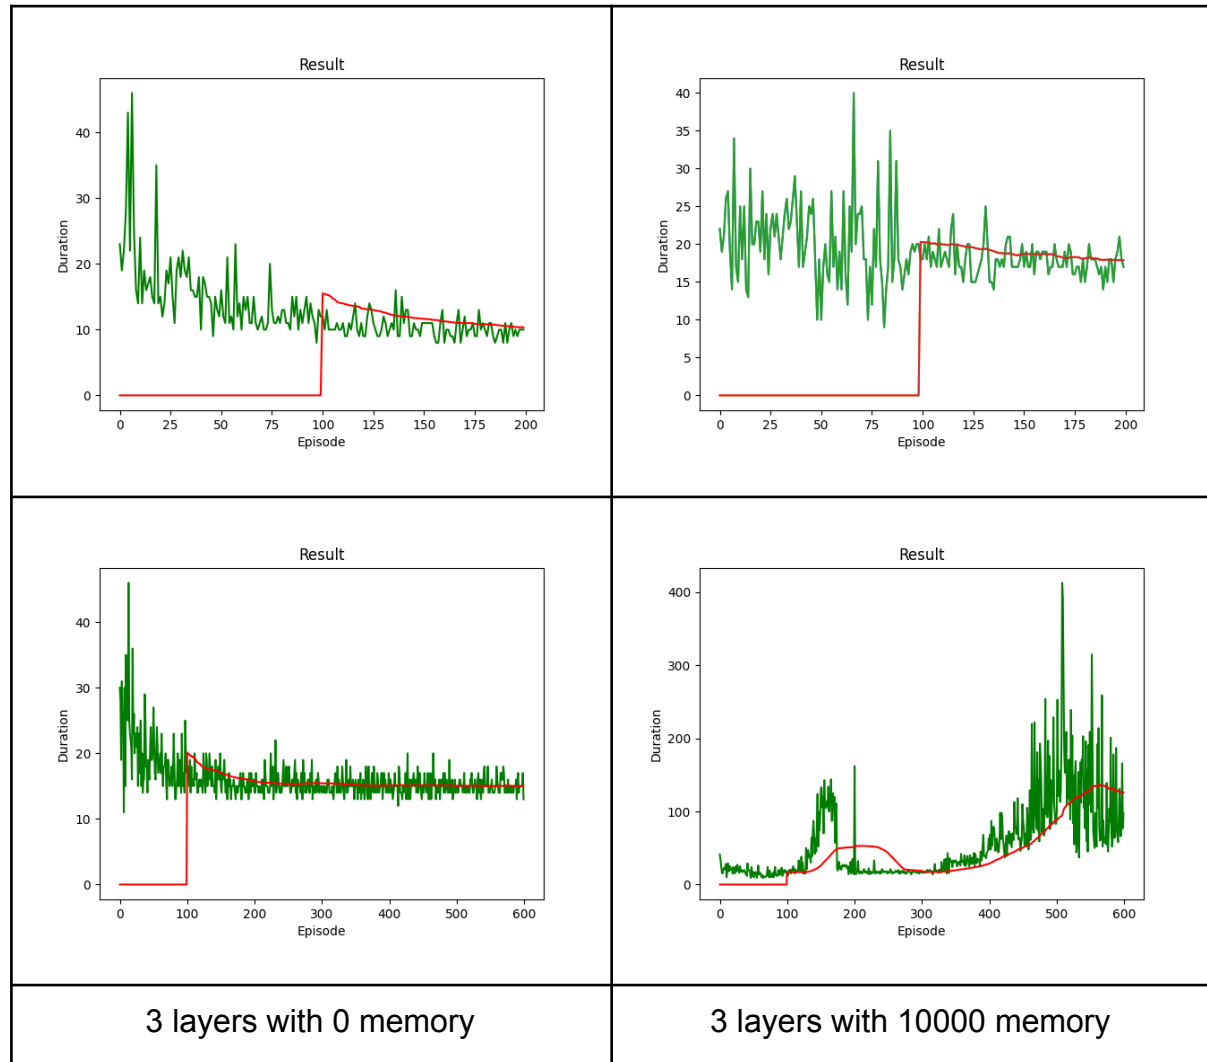 Result
40
30
20
10
0
Duration
0 25 50 75 100 125 150 175 200
Episode
Result
40
35
30
25
20
15
10
5
0
Duration
0 25 50 75 100 125 150 175 200
Episode
Result
40
30
20
10
0
Duration
0 100 200 300 400 500 600
Episode
Result
400
300
200
100
0
Duration
0 100 200 300 400 500 600
Episode
3 layers with 0 memory
3 layers with 10000 memory